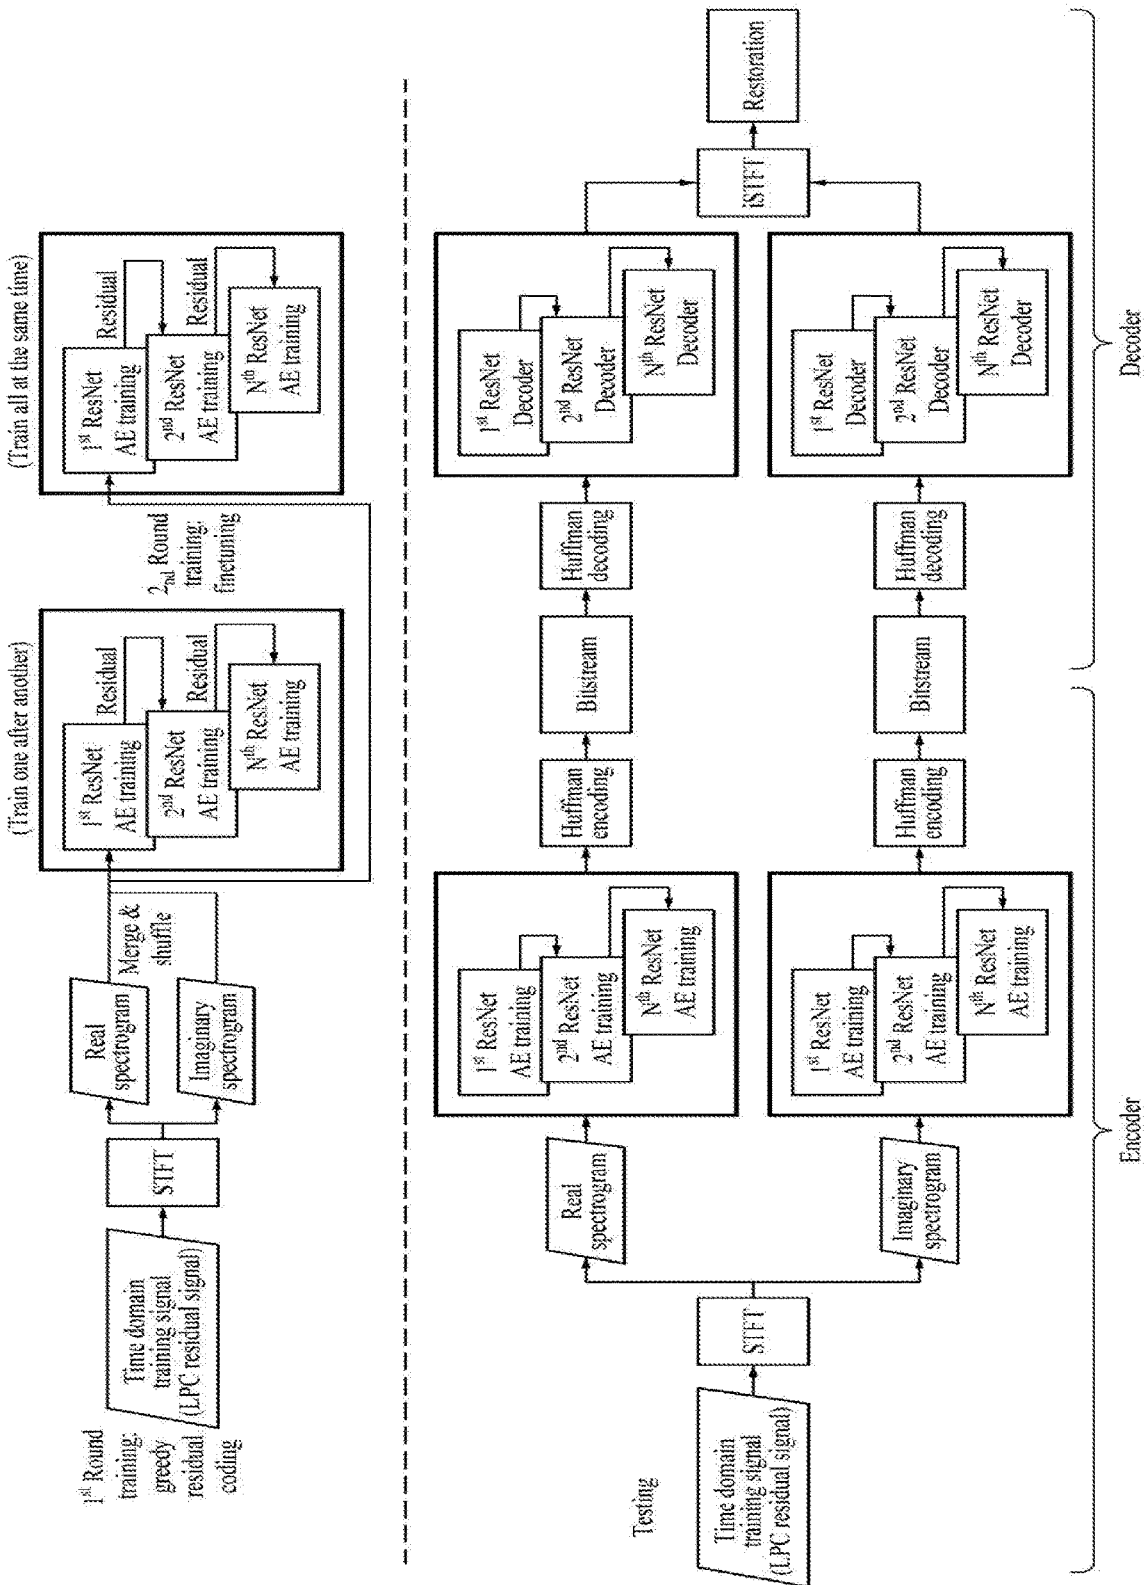 1st Round
training:
greedy
residual
coding
Time domain
training signal
(LPC residual signal)
STFT
Real
spectrogram
Imaginary
spectrogram
Merge &
shuffle
(Train one after another)
1st ResNet
AE training
Residual
2nd ResNet
AE training
Residual
Nth ResNet
AE training
2nd Round
training:
finetuning
(Train all at the same time)
1st ResNet
AE training
Residual
2nd ResNet
AE training
Residual
Nth ResNet
AE training
Testing
Time domain
training signal
(LPC residual signal)
STFT
Real
spectrogram
1st ResNet
AE training
2nd ResNet
AE training
Nth ResNet
AE training
Huffman
encoding
Bitstream
Huffman
decoding
1st ResNet
Decoder
2nd ResNet
Decoder
Nth ResNet
Decoder
Imaginary
spectrogram
1st ResNet
AE training
2nd ResNet
AE training
Nth ResNet
AE training
Huffman
encoding
Bitstream
Huffman
decoding
1st ResNet
Decoder
2nd ResNet
Decoder
Nth ResNet
Decoder
iSTFT
Restoration
Encoder
Decoder